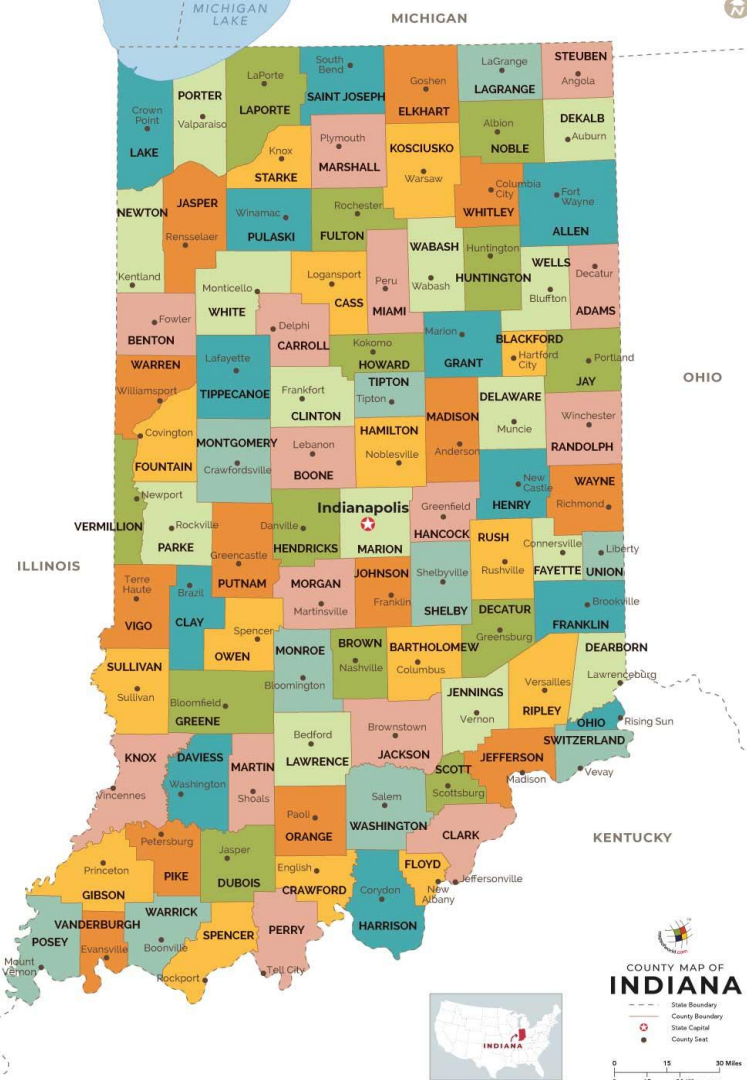 MICHIGAN
LAKE
MICHIGAN
N
South
Bend
SAINT JOSEPH
LaPorte
LAPORTE
PORTER
Valparaiso
Crown
Point
LAKE
Goshen
ELKHART
LaGrange
LAGRANGE
STEUBEN
Angola
DEKALB
Auburn
Albion
NOBLE
KOSCIUSKO
Warsaw
Plymouth
MARSHALL
Knox
STARKE
NEWTON
Kentland
JASPER
Rensselaer
Winamac
PULASKI
Rochester
FULTON
Columbia
City
WHITLEY
Fort
Wayne
ALLEN
WABASH
Wabash
Huntington
HUNTINGTON
WELLS
Bluffton
Decatur
ADAMS
Monticello
WHITE
Logansport
CASS
Peru
MIAMI
Fowler
BENTON
Delphi
CARROLL
Kokomo
HOWARD
Marion
GRANT
BLACKFORD
Hartford
City
Portland
JAY
OHIO
WARREN
Williamsport
Lafayette
TIPPECANOE
Frankfort
CLINTON
TIPTON
Tipton
MADISON
Anderson
DELAWARE
Muncie
Winchester
RANDOLPH
Covington
FOUNTAIN
MONTGOMERY
Crawfordsville
Lebanon
BOONE
HAMILTON
Noblesville
New
Castle
HENRY
WAYNE
Richmond
Newport
VERMILLION
Rockville
PARKE
Danville
HENDRICKS
Indianapolis
MARION
Greenfield
HANCOCK
RUSH
Rushville
Connersville
FAYETTE
Liberty
UNION
ILLINOIS
Terre
Haute
VIGO
Brazil
CLAY
Greencastle
PUTNAM
MORGAN
Martinsville
JOHNSON
Franklin
Shelbyville
SHELBY
DECATUR
Greensburg
Brookville
FRANKLIN
SULLIVAN
Sullivan
Spencer
OWEN
MONROE
Bloomington
BROWN
Nashville
BARTHOLOMEW
Columbus
JENNINGS
Vernon
Versailles
RIPLEY
DEARBORN
Lawrenceburg
OHIO
Rising Sun
SWITZERLAND
Vevay
Bloomfield
GREENE
KNOX
Vincennes
DAVIESS
Washington
MARTIN
Shoals
Bedford
LAWRENCE
Brownstown
JACKSON
SCOTT
Scottsburg
JEFFERSON
Madison
KENTUCKY
Petersburg
PIKE
Jasper
DUBOIS
Paoli
ORANGE
Salem
WASHINGTON
CLARK
Jeffersonville
Princeton
GIBSON
English
CRAWFORD
Corydon
HARRISON
FLOYD
New
Albany
POSEY
Mount
Vernon
VANDERBURGH
Evansville
WARRICK
Boonville
SPENCER
Rockport
PERRY
Tell City
INDIANA
COUNTY MAP OF
INDIANA
State Boundary
County Boundary
State Capital
County Seat
0 15 30 Miles